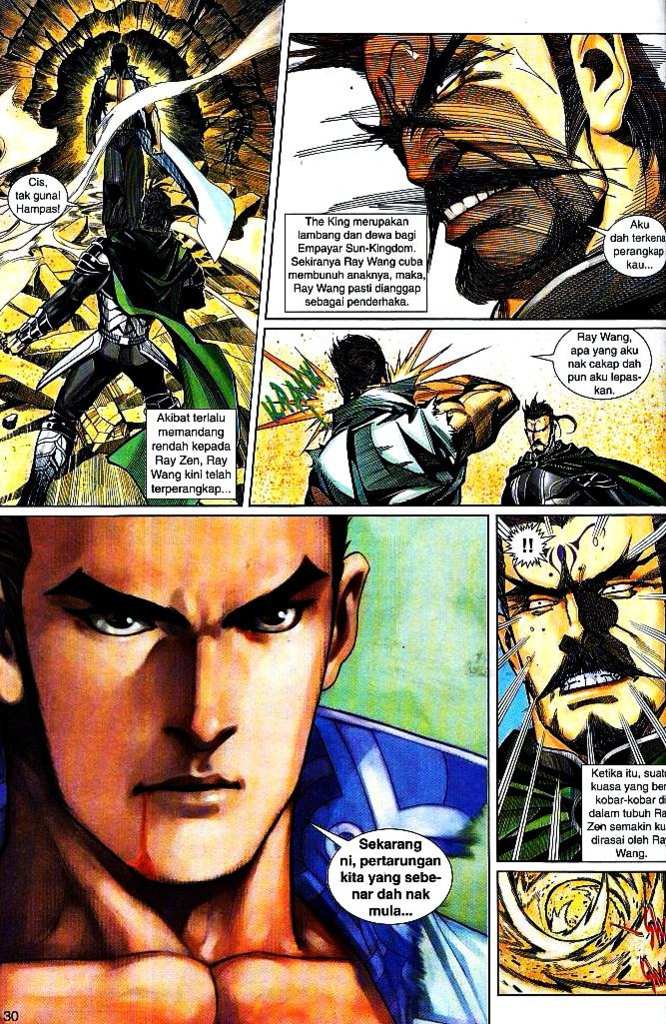 Cis,
tak guna!
Hampas!
Akibat terlalu
memandang
rendah kepada
Ray Zen, Ray
Wang kini telah
terperangkap...
The King merupakan
lambang dan dewa bagi
Empayar Sun-Kingdom.
Sekiranya Ray Wang cuba
membunuh anaknya, maka,
Ray Wang pasti dianggap
sebagai penderhaka.
Aku
dah terkena
perangkap
kau...
Ray Wang,
apa yang aku
nak cakap dah
pun aku lepas-
kan.
Sekarang
ni, pertarungan
kita yang sebe-
nar dah nak
mula...
!!
Ketika itu,
kuasa yang
kobar-kobar
dalam tubuh
Zen semakin
dirasai oleh
Wang.
30